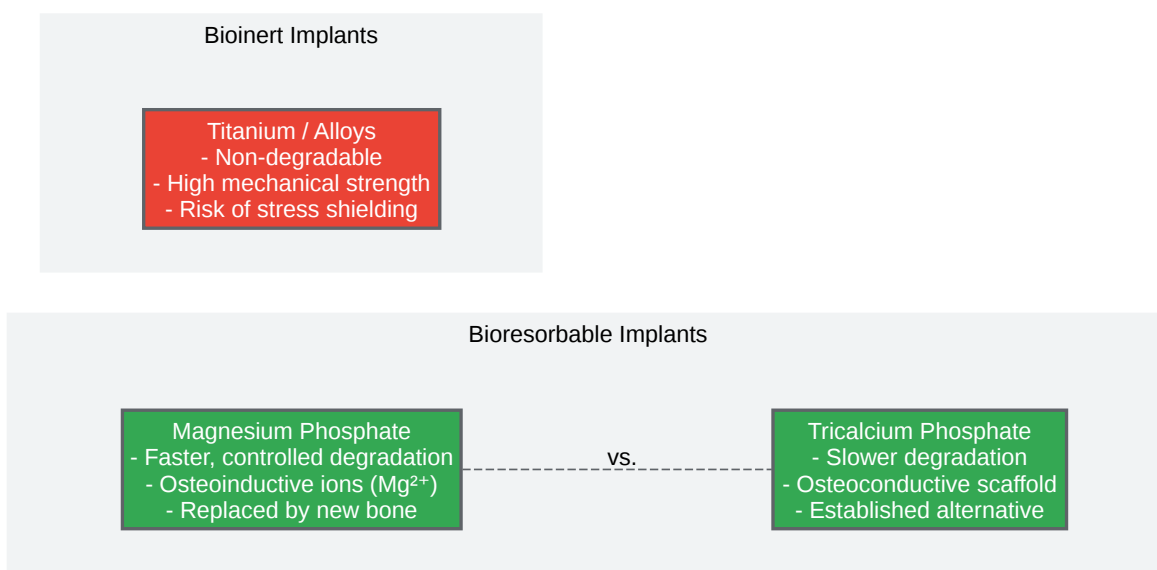 Bioinert Implants
Titanium / Alloys
- Non-degradable
- High mechanical strength
- Risk of stress shielding
Bioresorbable Implants
Magnesium Phosphate
- Faster, controlled degradation
- Osteoinductive ions (Mg²⁺)
- Replaced by new bone
vs.
Tricalcium Phosphate
- Slower degradation
- Osteoconductive scaffold
- Established alternative